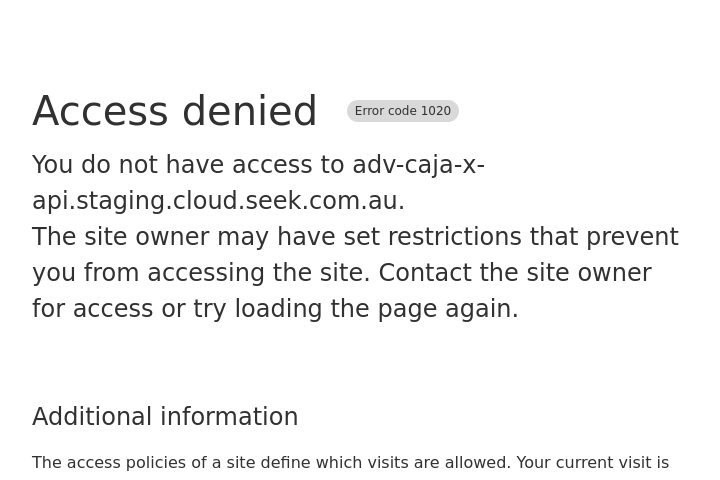 Access denied Error code 1020
You do not have access to adv-caja-x-
api.staging.cloud.seek.com.au.
The site owner may have set restrictions that prevent
you from accessing the site. Contact the site owner
for access or try loading the page again.
Additional information
The access policies of a site define which visits are allowed. Your current visit is